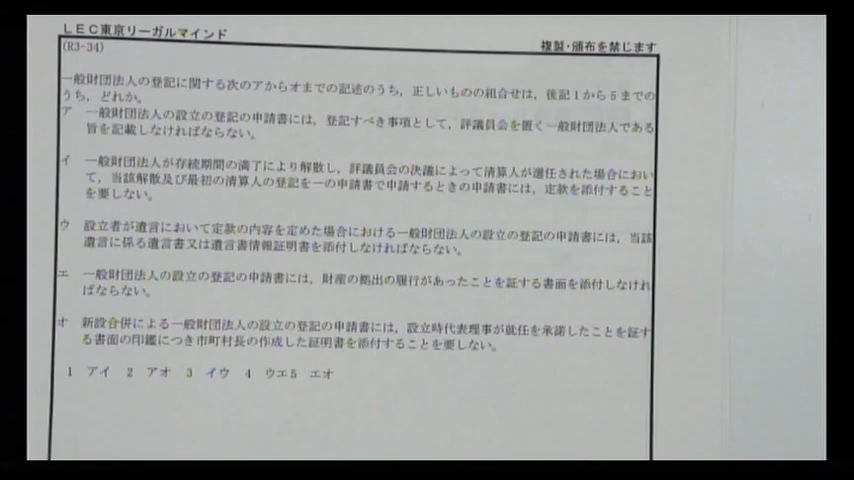 LEC東京リーガルマインド
複製・頒布を禁じます
(R3-34)
一般財団法人の登記に関する次のアからオまでの記述のうち，正しいものの組合せは，後記1から5までの
うち，どれか。
ア 一般財団法人の設立の登記の申請書には，登記すべき事項として，評議員会を置く一般財団法人である
旨を記載しなければならない。
イ 一般財団法人が存続期間の満了により解散し，評議員会の決議によって清算人が選任された場合におい
て，当該解散及び最初の清算人の登記を一の申請書で申請するときの申請書には，定款を添付すること
を要しない。
ウ 設立者が遺言において定款の内容を定めた場合における一般財団法人の設立の登記の申請書には，当該
遺言に係る遺言書又は遺言書情報証明書を添付しなければならない。
エ 一般財団法人の設立の登記の申請書には，財産の拠出の履行があったことを証する書面を添付しなけれ
ばならない。
オ 新設合併による一般財団法人の設立の登記の申請書には，設立時代表理事が就任を承諾したことを証す
る書面の印鑑につき市町村長の作成した証明書を添付することを要しない。
1 アイ 2 アオ 3 イウ 4 ウエ 5 エオ